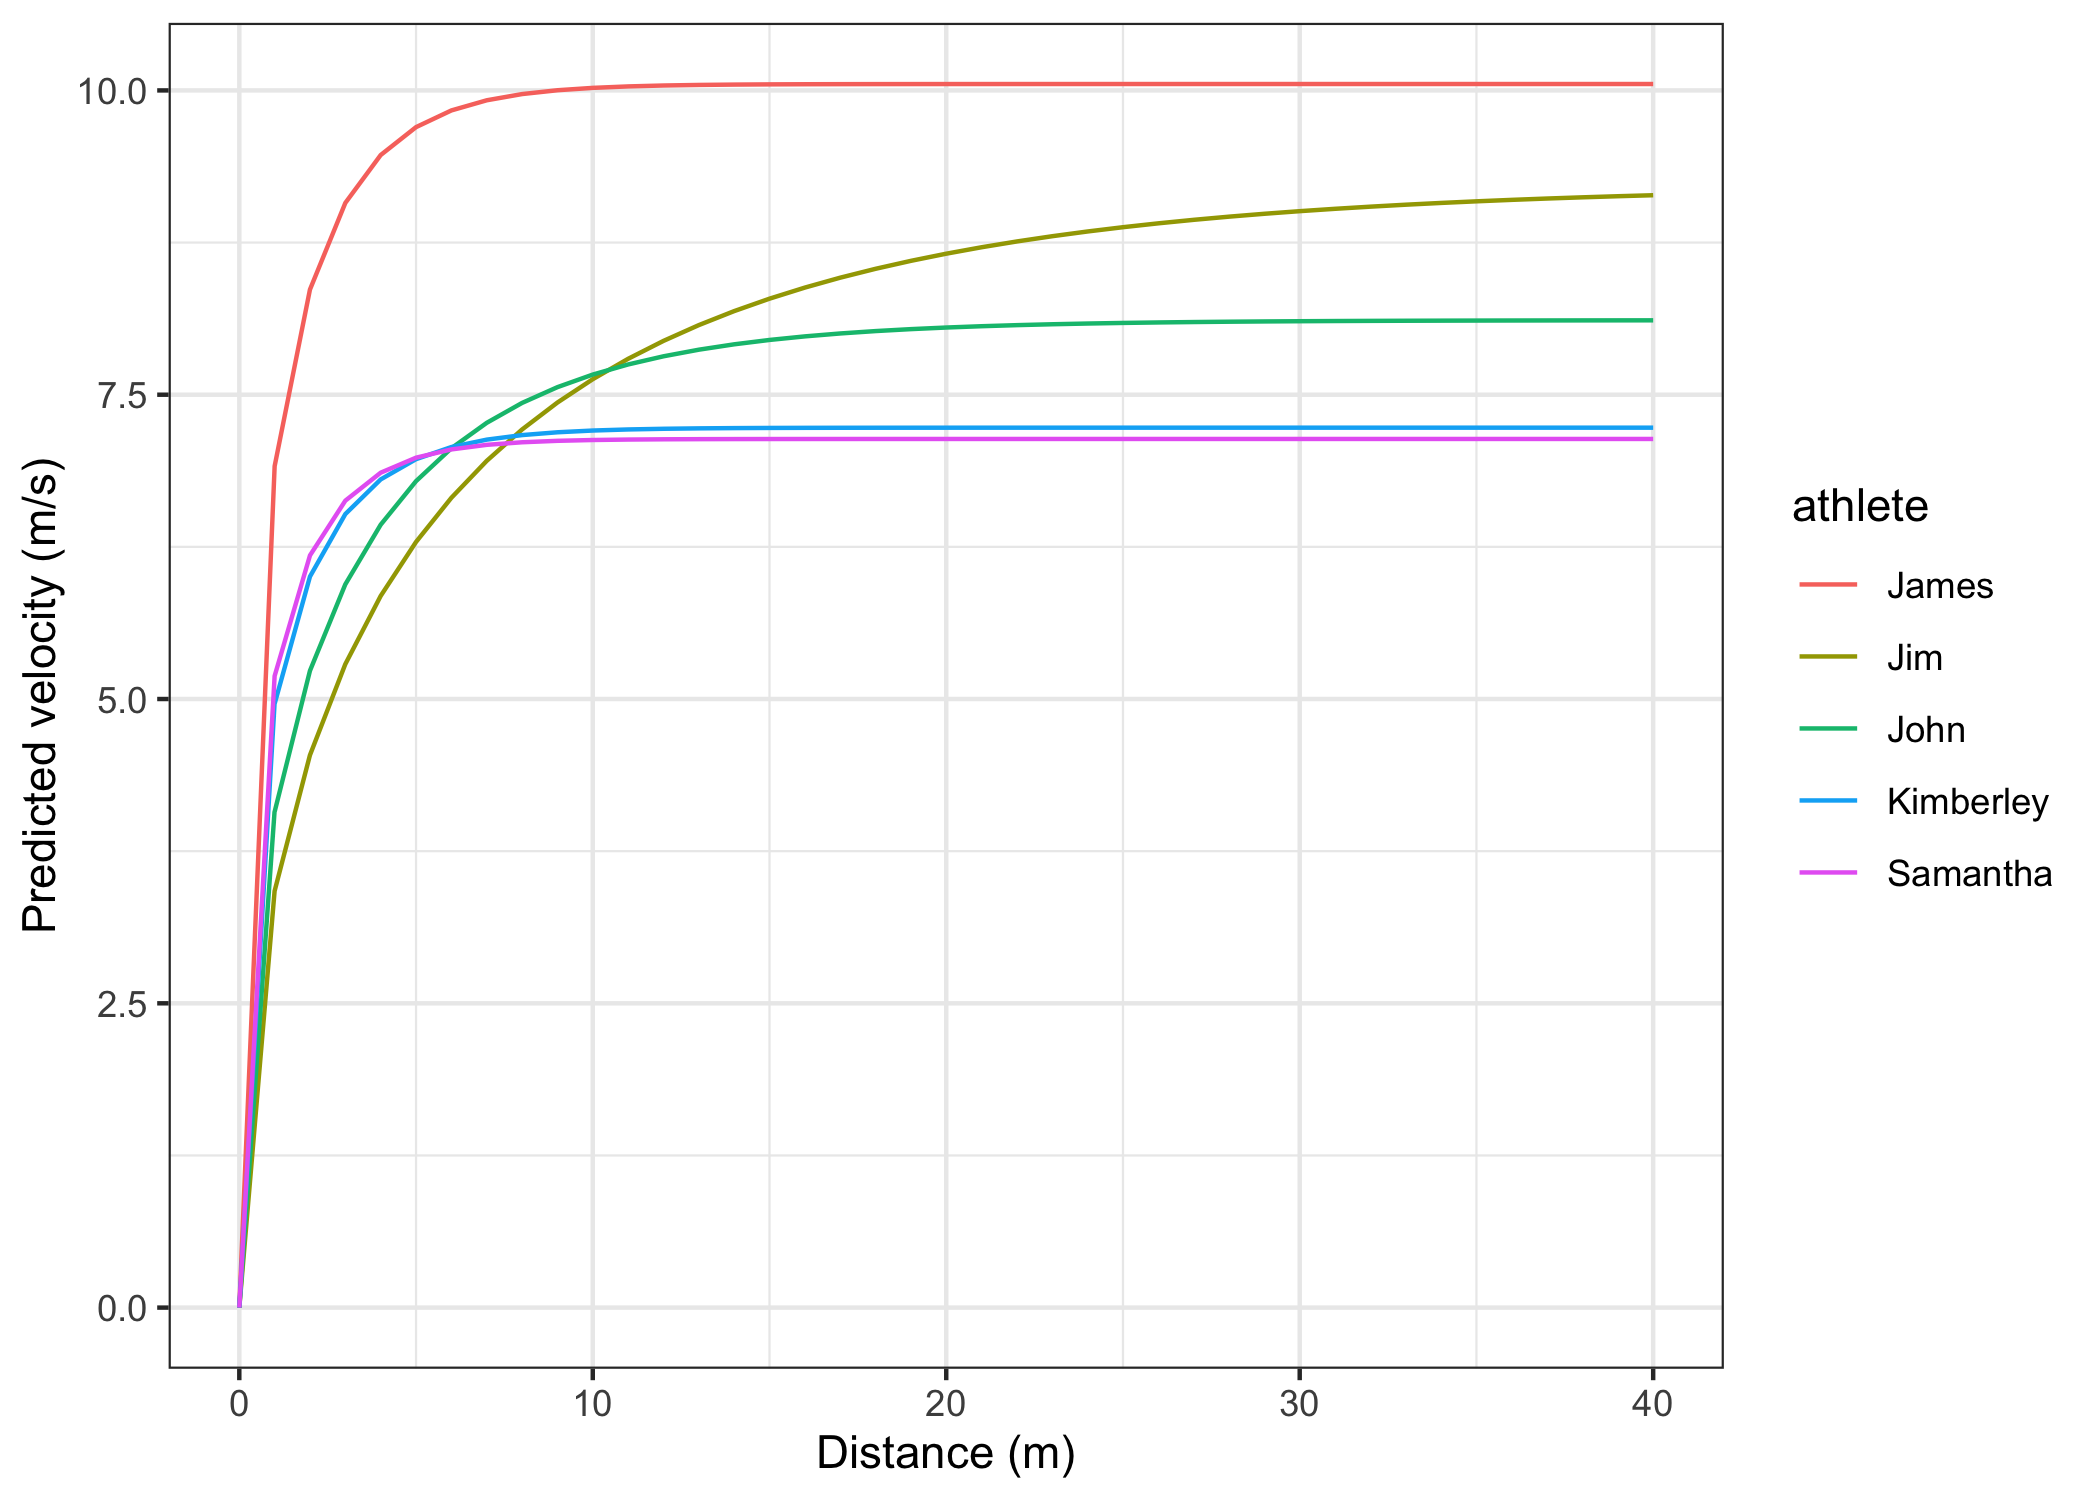 10.0
7.5
5.0
2.5
0.0
Predicted velocity (m/s)
0 10 20 30 40
Distance (m)
athlete
James
Jim
John
Kimberley
Samantha